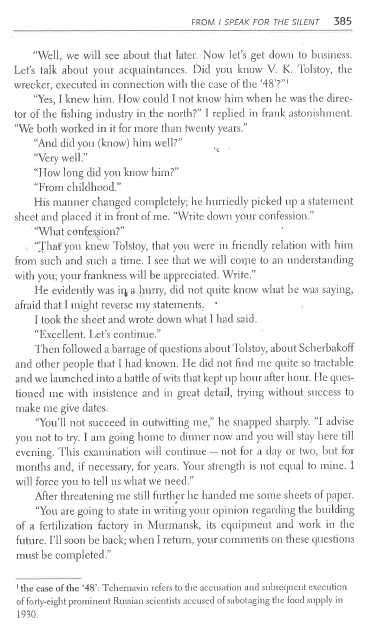 FROM I SPEAK FOR THE SILENT 385
"Well, we will see about that later. Now let's get down to business.
Let's talk about your acquaintances. Did you know V. K. Tolstoy, the
wrecker, executed in connection with the case of the '48'?"¹
"Yes, I knew him. How could I not know him when he was the direc-
tor of the fishing industry in the north?" I replied in frank astonishment.
"We both worked in it for more than twenty years."
"And did you (know) him well?"
"Very well."
"How long did you know him?"
"From childhood."
His manner changed completely; he hurriedly picked up a statement
sheet and placed it in front of me. "Write down your confession."
"What confession?"
"That you knew Tolstoy, that you were in friendly relation with him
from such and such a time. I see that we will come to an understanding
with you; your frankness will be appreciated. Write."
He evidently was in a hurry, did not quite know what he was saying,
afraid that I might reverse my statements.
I took the sheet and wrote down what I had said.
"Excellent. Let's continue."
Then followed a barrage of questions about Tolstoy, about Scherbakoff
and other people that I had known. He did not find me quite so tractable
and we launched into a battle of wits that kept up hour after hour. He ques-
tioned me with insistence and in great detail, trying without success to
make me give dates.
"You'll not succeed in outwitting me," he snapped sharply. "I advise
you not to try. I am going home to dinner now and you will stay here till
evening. This examination will continue — not for a day or two, but for
months and, if necessary, for years. Your strength is not equal to mine. I
will force you to tell us what we need."
After threatening me still further he handed me some sheets of paper.
"You are going to state in writing your opinion regarding the building
of a fertilization factory in Murmansk, its equipment and work in the
future. I'll soon be back; when I return, your comments on these questions
must be completed."
¹ the case of the '48': Tchernavin refers to the accusation and subsequent execution
of forty-eight prominent Russian scientists accused of sabotaging the food supply in
1930.